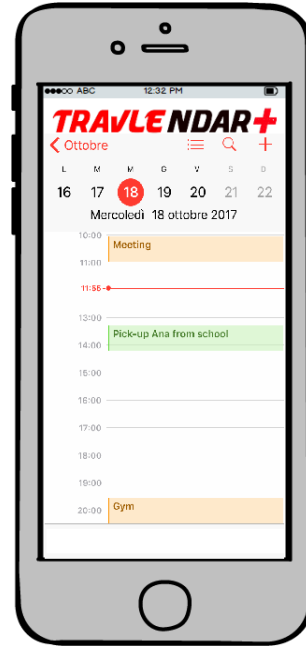 ABC 12:32 PM
TRAVLENDAR+
Ottobre
L M M G V S D
16 17 18 19 20 21 22
Mercoledì 18 ottobre 2017
10:00
Meeting
11:00
11:55
13:00
Pick-up Ana from school
14:00
15:00
16:00
17:00
18:00
19:00
Gym
20:00